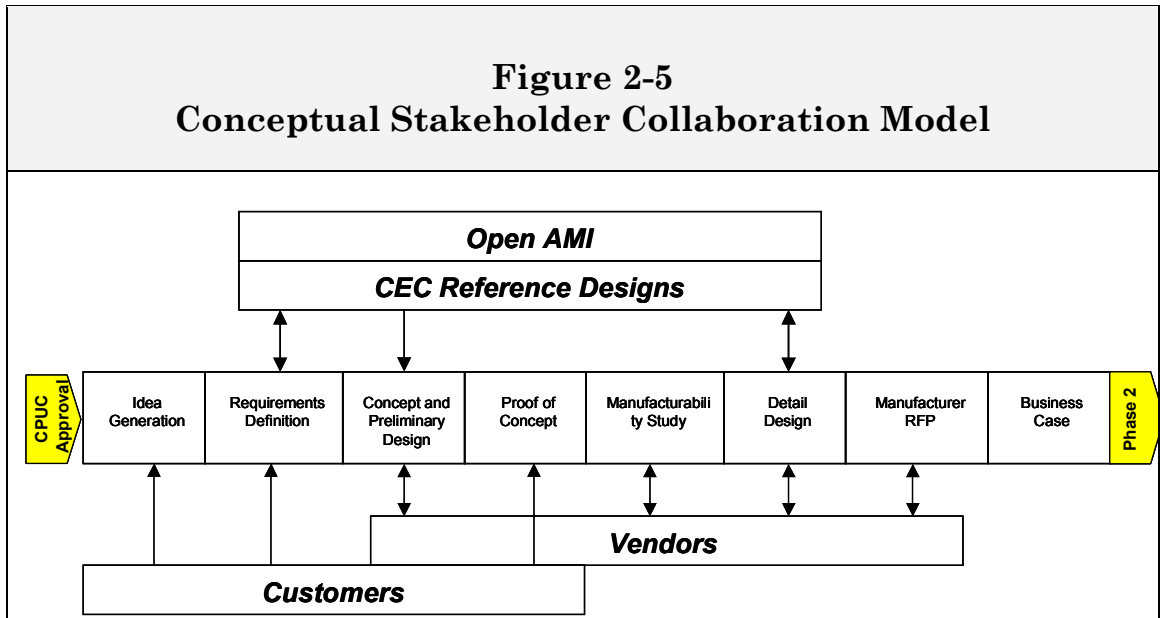 Figure 2-5
Conceptual Stakeholder Collaboration Model
Open AMI
CEC Reference Designs
CPUC
Approval
Idea
Generation
Requirements
Definition
Concept and
Preliminary
Design
Proof of
Concept
Manufacturabili
ty Study
Detail
Design
Manufacturer
RFP
Business
Case
Phase 2
Vendors
Customers